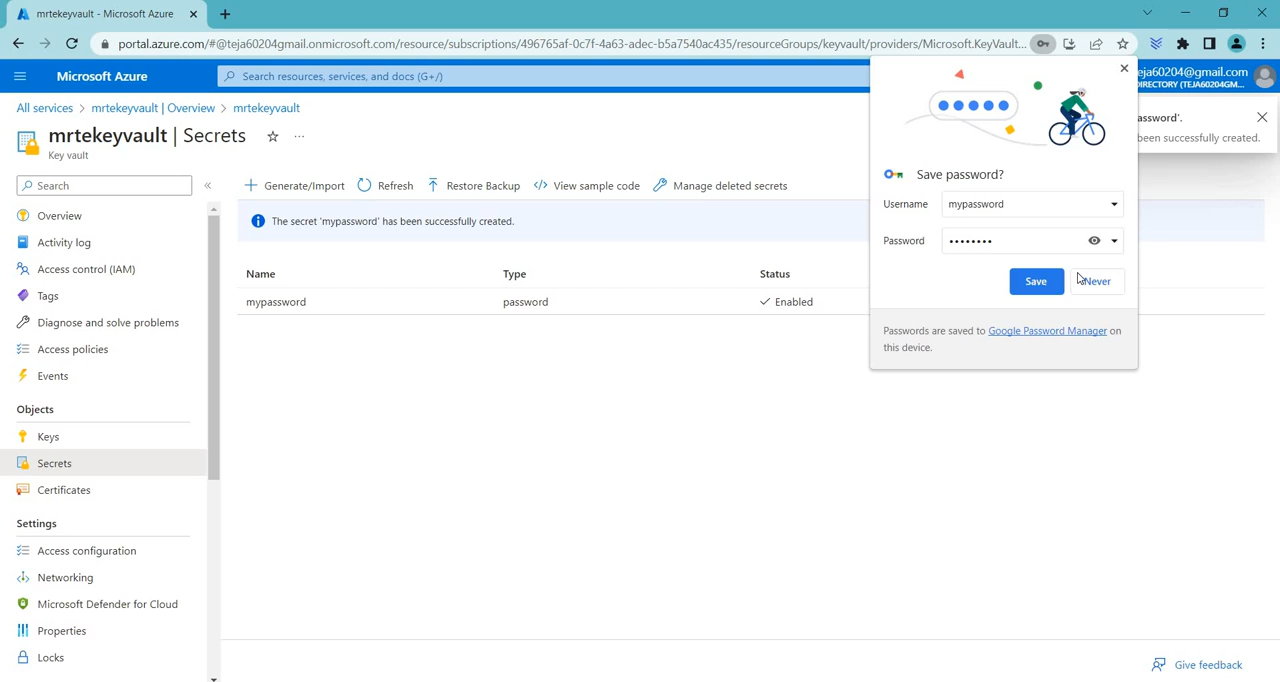 mrtekeyvault - Microsoft Azure
portal.azure.com/#@teja60204gmail.onmicrosoft.com/resource/subscriptions/496765af-0c7f-4a63-adec-b5a7540ac435/resourceGroups/keyvault/providers/Microsoft.KeyVault...
Microsoft Azure
Search resources, services, and docs (G+/)
eja60204@gmail.com
DIRECTORY (TEJA60204GM...
All services > mrtekeyvault | Overview > mrtekeyvault
mrtekeyvault | Secrets
Key vault
Search
Overview
Activity log
Access control (IAM)
Tags
Diagnose and solve problems
Access policies
Events
Objects
Keys
Secrets
Certificates
Settings
Access configuration
Networking
Microsoft Defender for Cloud
Properties
Locks
Generate/Import
Refresh
Restore Backup
View sample code
Manage deleted secrets
The secret 'mypassword' has been successfully created.
Name Type Status
mypassword password Enabled
Save password?
Username mypassword
Password ••••••••
Save
Never
Passwords are saved to Google Password Manager on
this device.
assword'.
been successfully created.
Give feedback